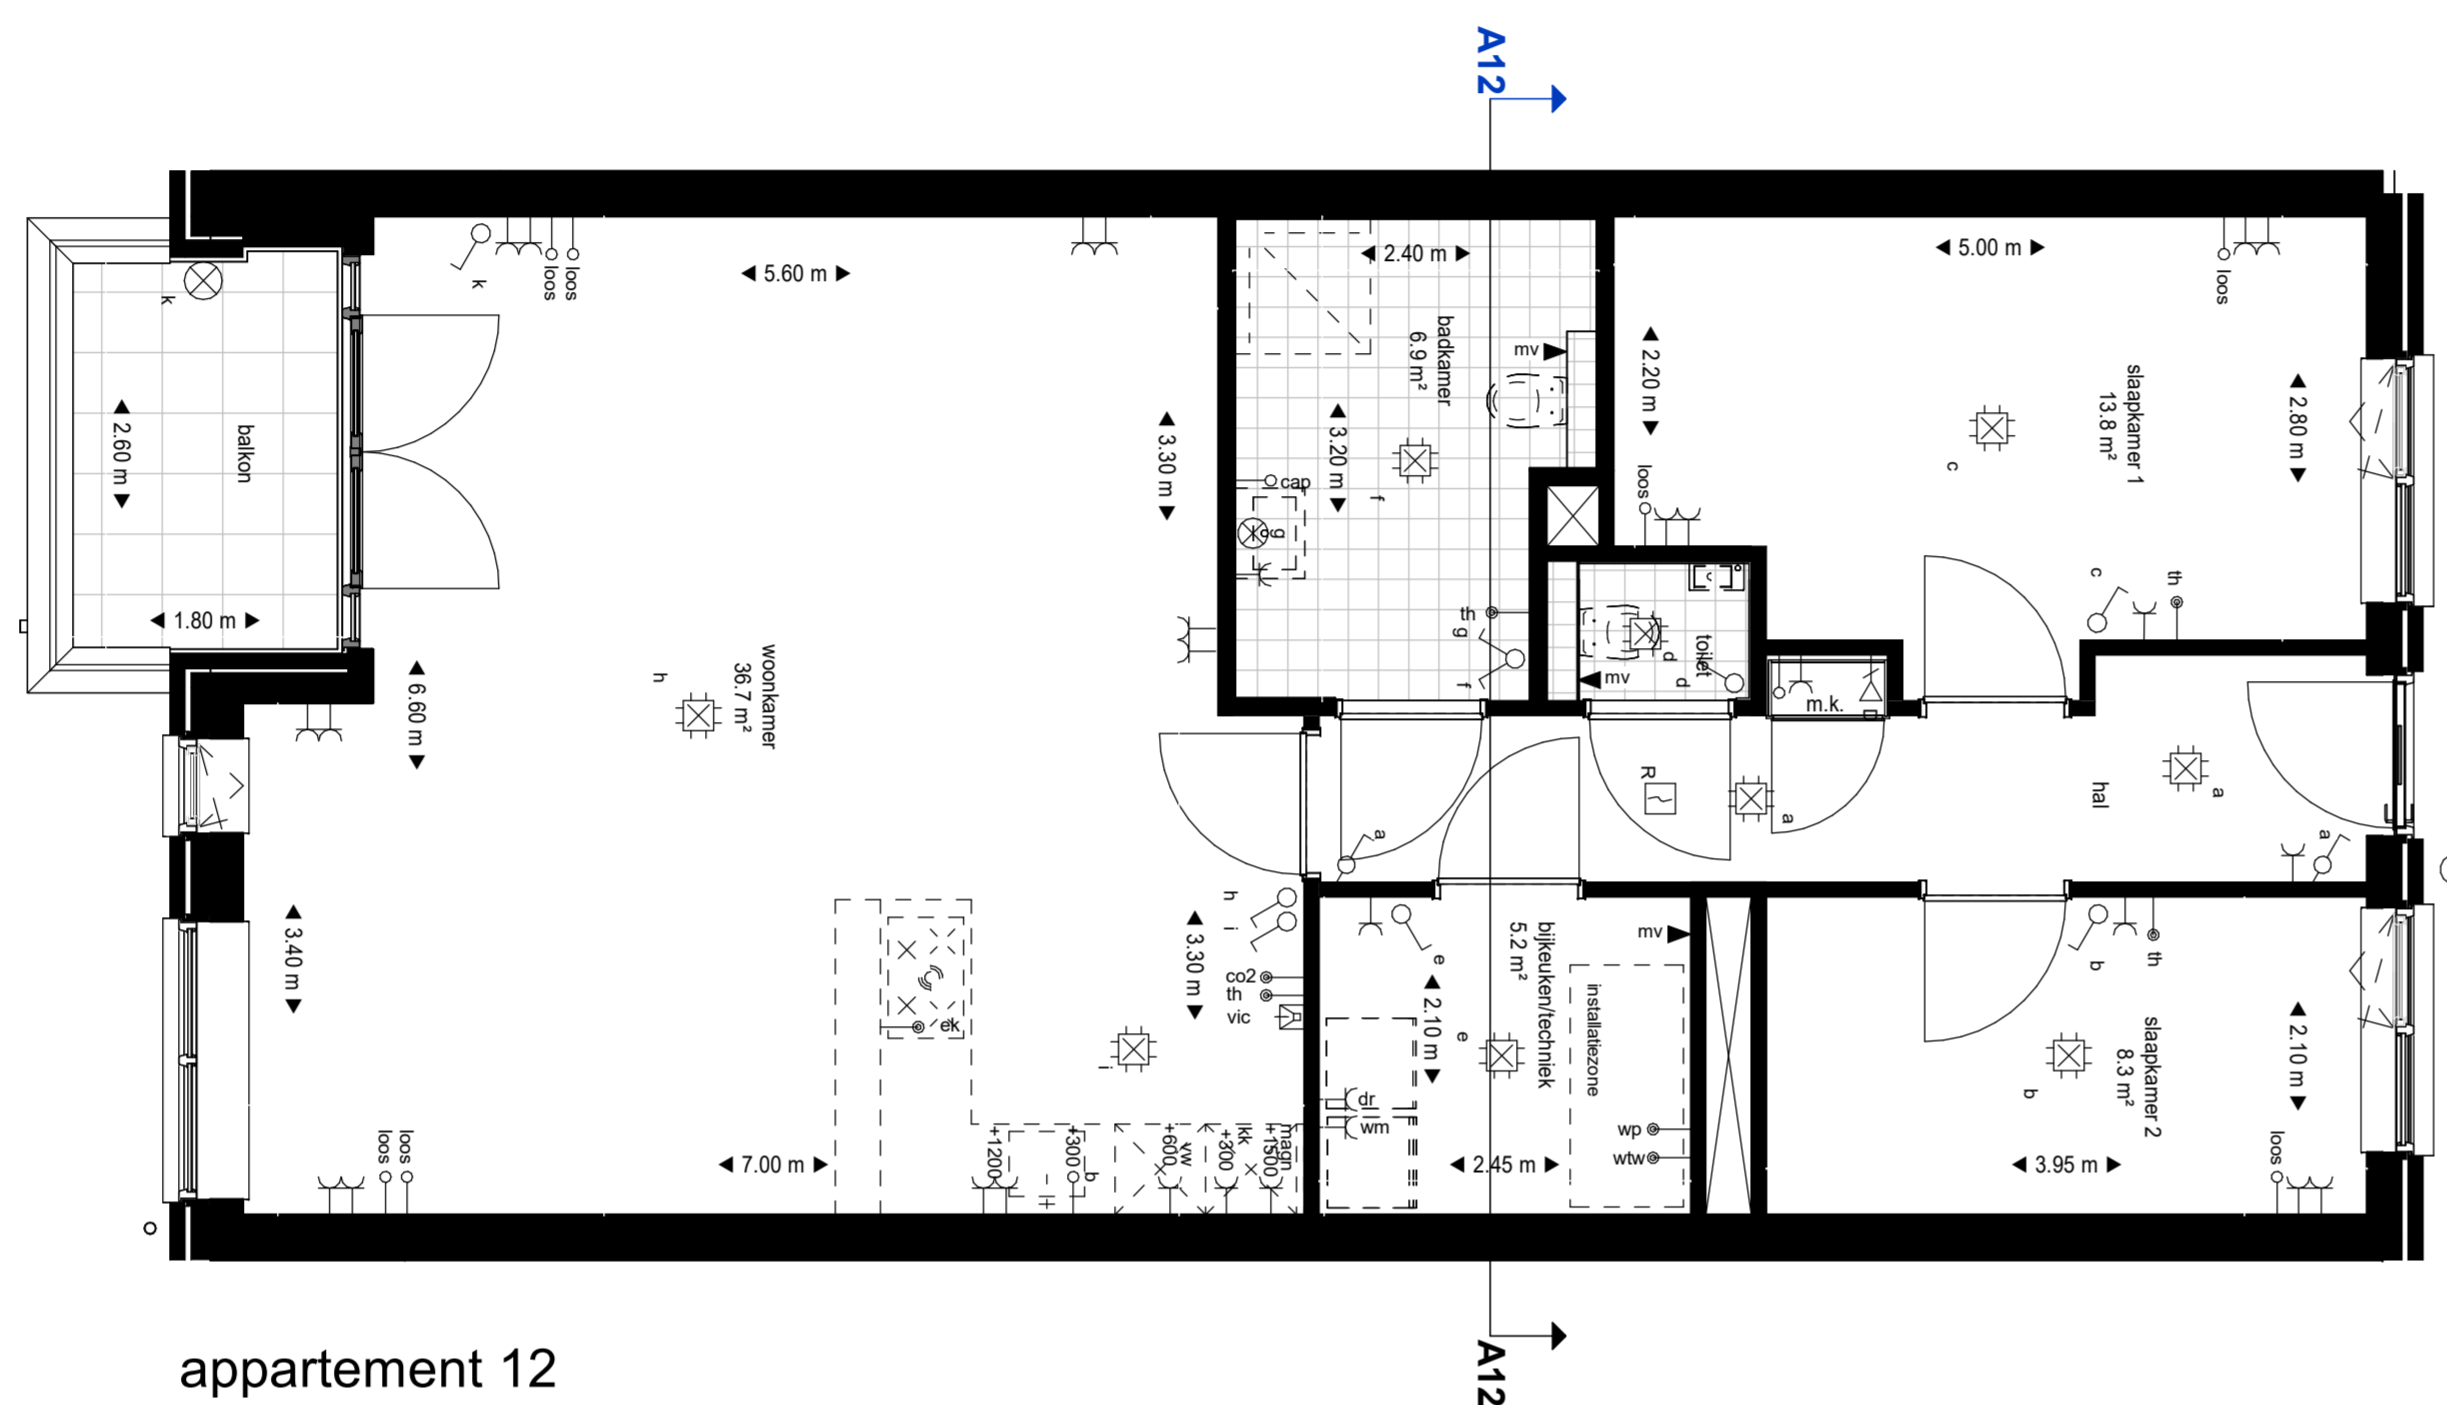 A12
5.60 m
2.40 m
5.00 m
k
k
loos
loos
loos
badkamer
6.9 m²
mv
2.20 m
slaapkamer 1
13.8 m²
2.80 m
balkon
2.60 m
3.30 m
3.20 m
cap
f
g
loos
c
1.80 m
th
g
f
toilet
d
d
mv
c
th
woonkamer
36.7 m²
h
6.60 m
m.k.
R
a
a
hal
a
a
3.40 m
h
i
3.30 m
co2
th
vic
ek
i
e
2.10 m
e
bijkeuken/techniek
5.2 m²
mv
installatiezone
b
th
slaapkamer 2
8.3 m²
b
2.10 m
dr
wm
wp
wtw
loos
loos
7.00 m
+1200
+300
b
+600
vw
+300
kk
+1500
magn
2.45 m
3.95 m
loos
appartement 12
A12